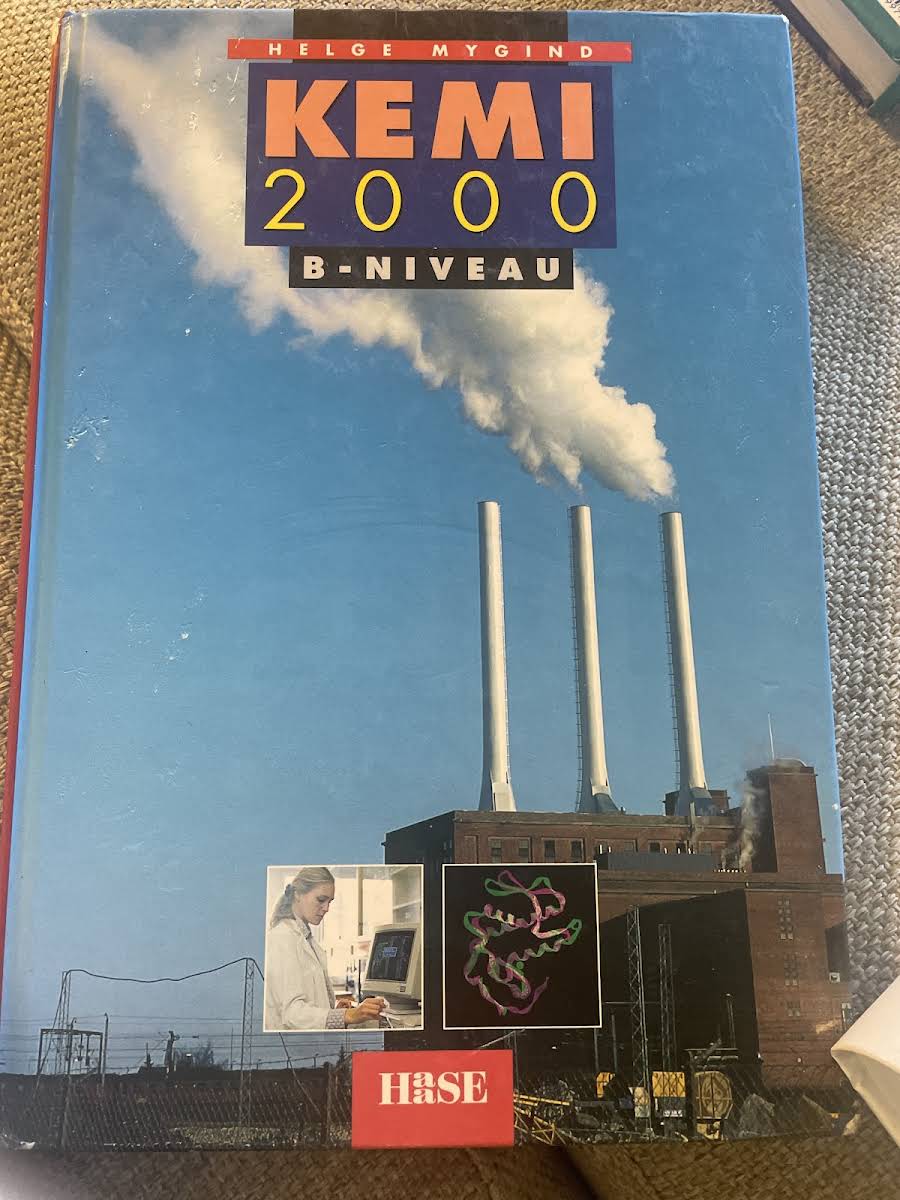 HELGE MYGIND
KEMI
2000
B-NIVEAU
HaaSE